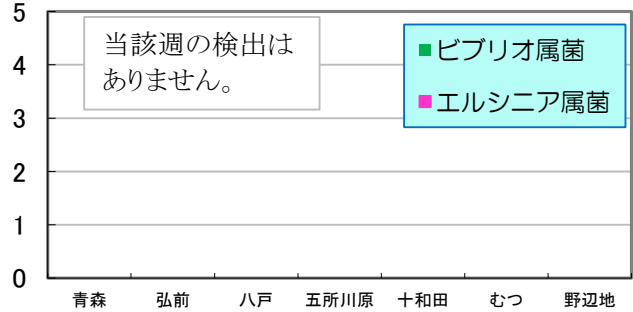 5
4
3
2
1
0
当該週の検出は
ありません。
■ビブリオ属菌
■エルシニア属菌
青森 弘前 八戸 五所川原 十和田 むつ 野辺地